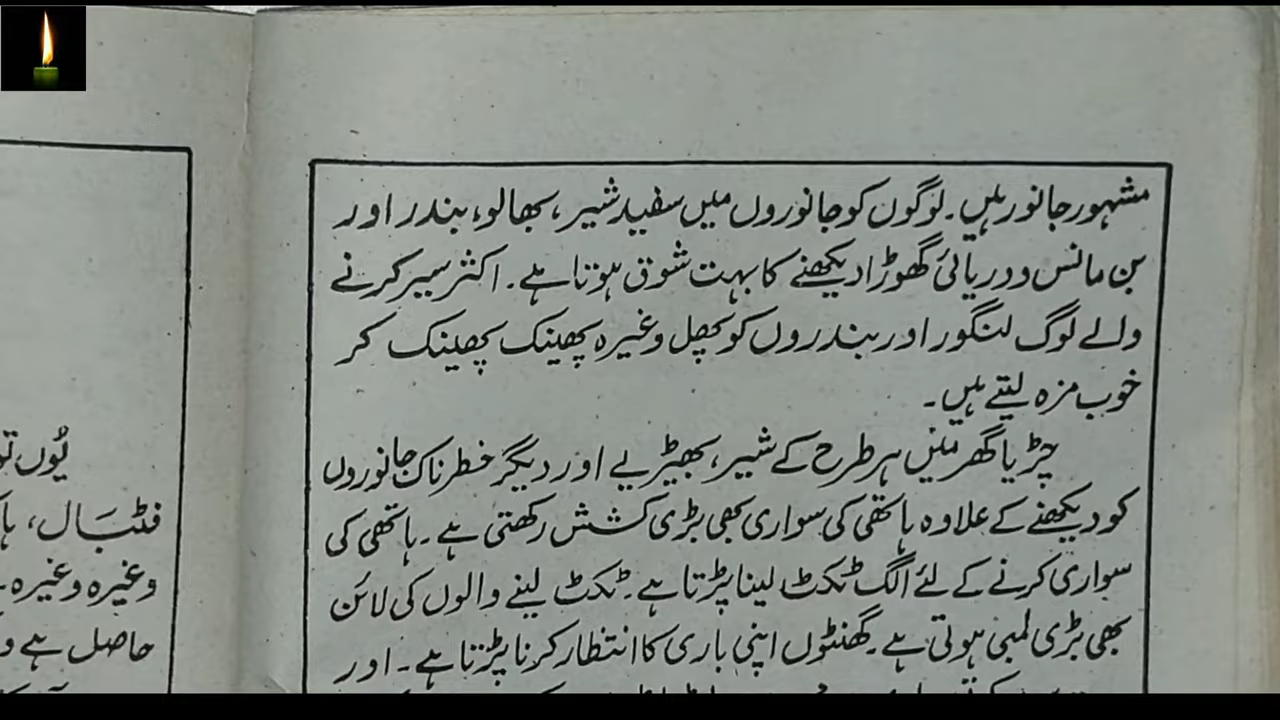 مشہور جانور ہیں۔ لوگوں کو جانوروں میں سفید شیر، بھالو، بندر اور
بن مانس و دریائی گھوڑا دیکھنے کا بہت شوق ہوتا ہے۔ اکثر سیر کرنے
والے لوگ لنگور اور بندروں کو پھل وغیرہ پھینک پھینک کر
خوب مزہ لیتے ہیں۔
چڑیا گھر میں ہر طرح کے شیر، بھیڑیے اور دیگر خطرناک جانوروں
کو دیکھنے کے علاوہ ہاتھی کی سواری بھی بڑی کشش رکھتی ہے۔ ہاتھی کی
سواری کرنے کے لئے الگ ٹکٹ لینا پڑتا ہے۔ ٹکٹ لینے والوں کی لائن
بھی بڑی لمبی ہوتی ہے۔ گھنٹوں اپنی باری کا انتظار کرنا پڑتا ہے۔ اور
یُوں تو
فٹبَال،
وغیرہ وغیرہ۔
حاصل ہے و